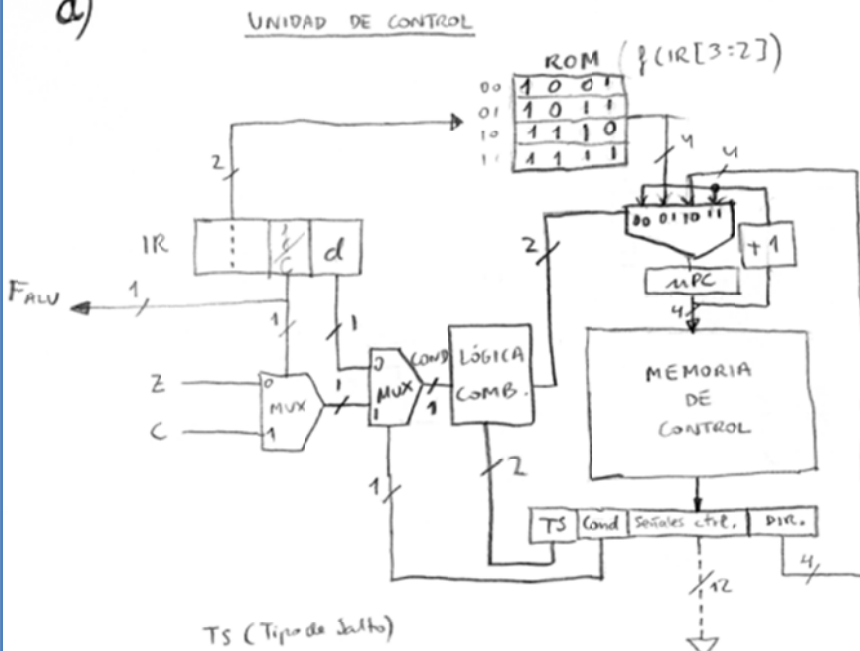 a)
UNIDAD DE CONTROL
ROM (f(IR[3:2])
00 1 0 0 1
01 1 0 1 1
10 1 1 1 0
11 1 1 1 1
4
4
2
IR
d
00 01 10 11
+1
2
µPC
FALU
1
4
1
1
Z
0
MUX
C
1
0
MUX
1
1
COND
1
LÓGICA
COMB.
MEMORIA
DE
CONTROL
2
1
TS Cond Señales ctrl. DIR.
12
4
TS (Tipo de Salto)